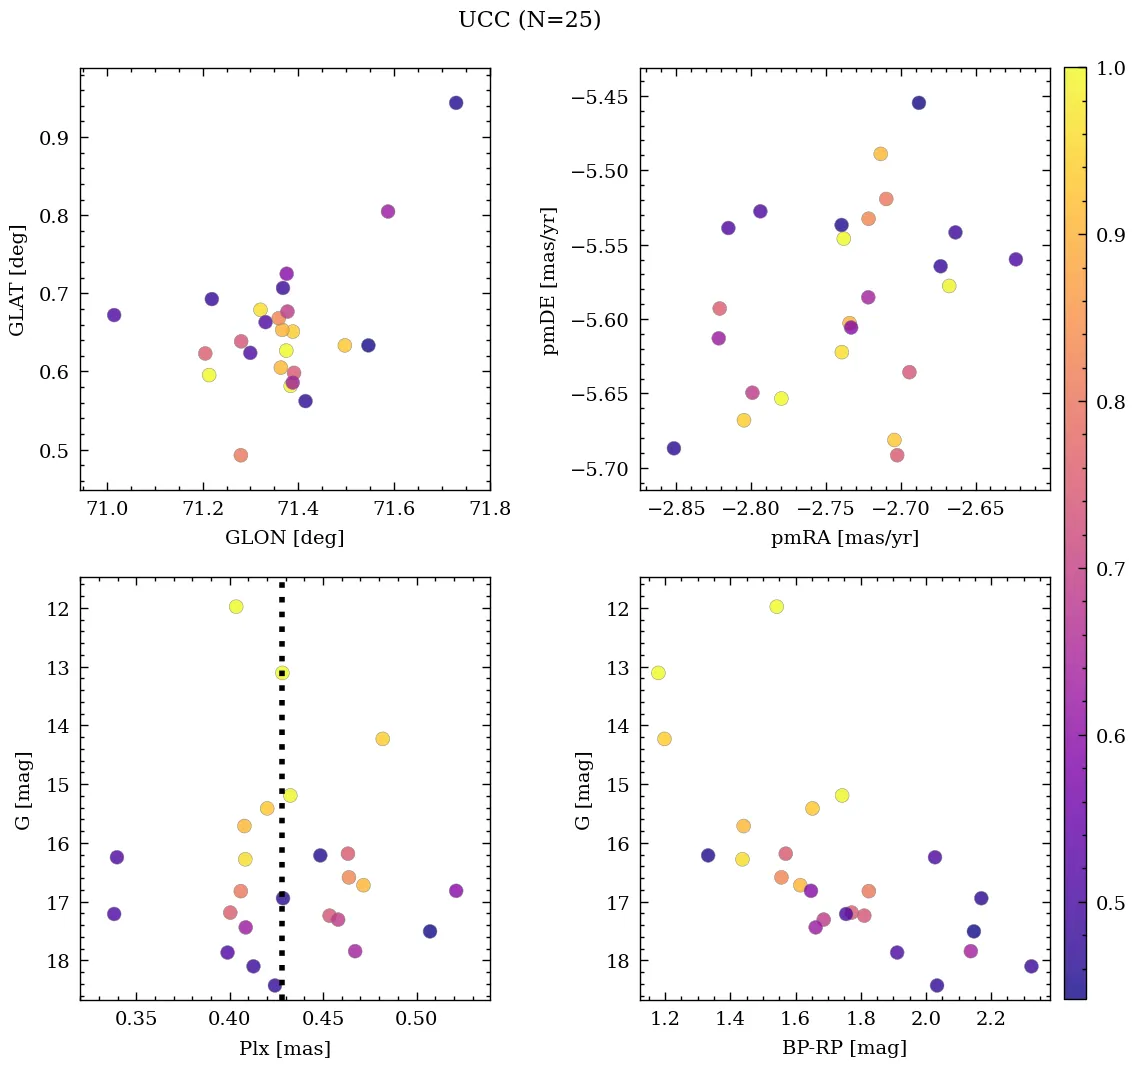 UCC (N=25)
0.9
0.8
0.7
0.6
0.5
GLAT [deg]
71.0 71.2 71.4 71.6 71.8
GLON [deg]
−5.45
−5.50
−5.55
−5.60
−5.65
−5.70
pmDE [mas/yr]
−2.85 −2.80 −2.75 −2.70 −2.65
pmRA [mas/yr]
1.0
0.9
0.8
0.7
0.6
0.5
12
13
14
15
16
17
18
G [mag]
0.35 0.40 0.45 0.50
Plx [mas]
12
13
14
15
16
17
18
G [mag]
1.2 1.4 1.6 1.8 2.0 2.2
BP-RP [mag]